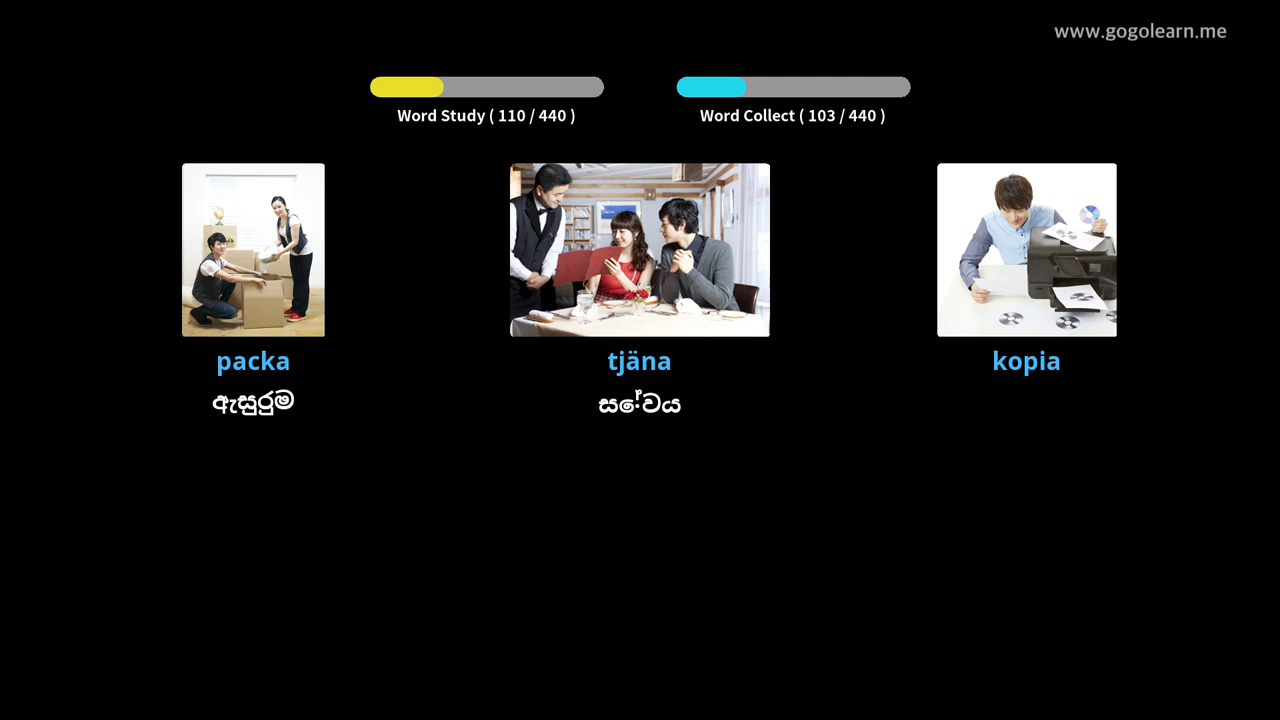 www.gogolearn.me
Word Study ( 110 / 440 )
Word Collect ( 103 / 440 )
packa
tjäna
kopia
ඇසුරුම
සේවය